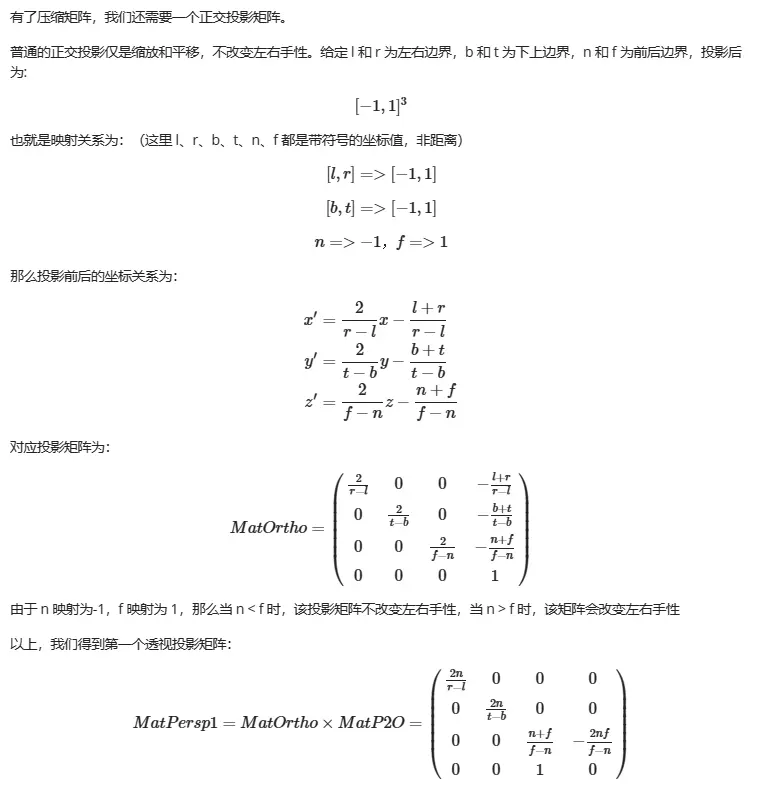 有了压缩矩阵，我们还需要一个正交投影矩阵。
普通的正交投影仅是缩放和平移，不改变左右手性。给定 l 和 r 为左右边界，b 和 t 为下上边界，n 和 f 为前后边界，投影后
为:
[−1, 1]³
也就是映射关系为：（这里 l、r、b、t、n、f 都是带符号的坐标值，非距离）
[l, r] => [−1, 1]
[b, t] => [−1, 1]
n => −1，f => 1
那么投影前后的坐标关系为：
x′ = \frac{2}{r − l}x − \frac{l + r}{r − l}
y′ = \frac{2}{t − b}y − \frac{b + t}{t − b}
z′ = \frac{2}{f − n}z − \frac{n + f}{f − n}
对应投影矩阵为：
MatOrtho = \begin{pmatrix} \frac{2}{r−l} & 0 & 0 & −\frac{l+r}{r−l} \\ 0 & \frac{2}{t−b} & 0 & −\frac{b+t}{t−b} \\ 0 & 0 & \frac{2}{f−n} & −\frac{n+f}{f−n} \\ 0 & 0 & 0 & 1 \end{pmatrix}
由于 n 映射为-1，f 映射为 1，那么当 n < f 时，该投影矩阵不改变左右手性，当 n > f 时，该矩阵会改变左右手性
以上，我们得到第一个透视投影矩阵：
MatPersp1 = MatOrtho × MatP2O = \begin{pmatrix} \frac{2n}{r−l} & 0 & 0 & 0 \\ 0 & \frac{2n}{t−b} & 0 & 0 \\ 0 & 0 & \frac{n+f}{f−n} & −\frac{2nf}{f−n} \\ 0 & 0 & 1 & 0 \end{pmatrix}